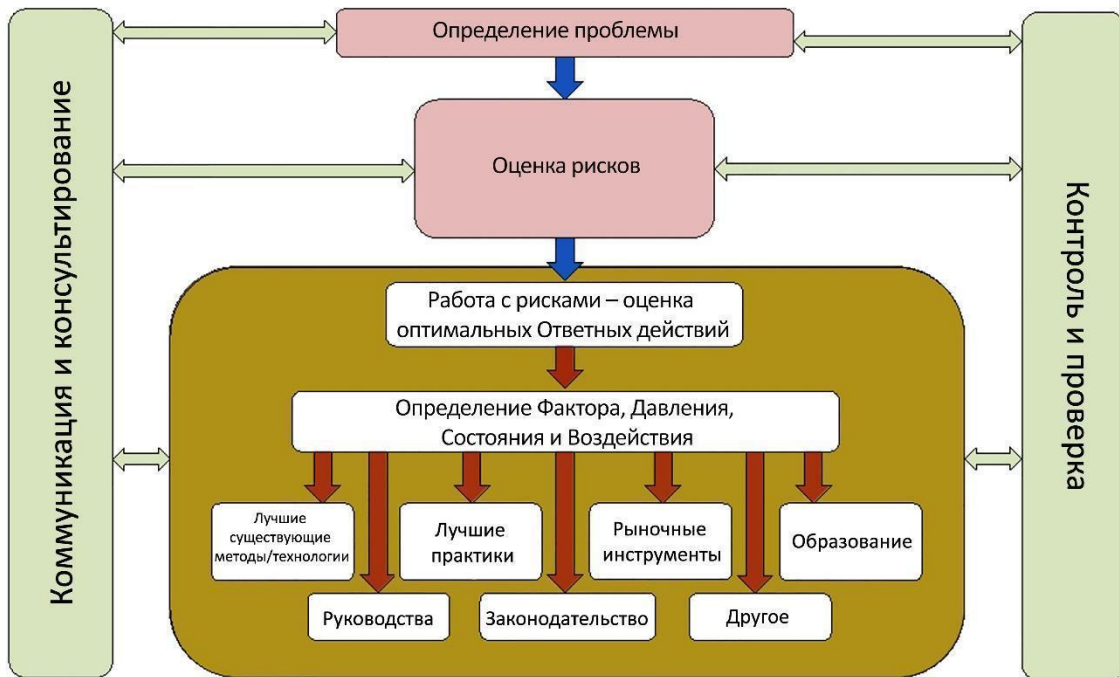 Определение проблемы
Коммуникация и консультирование
Оценка рисков
Контроль и проверка
Работа с рисками – оценка
оптимальных Ответных действий
Определение Фактора, Давления,
Состояния и Воздействия
Лучшие
существующие
методы/технологии
Лучшие
практики
Рыночные
инструменты
Образование
Руководства
Законодательство
Другое